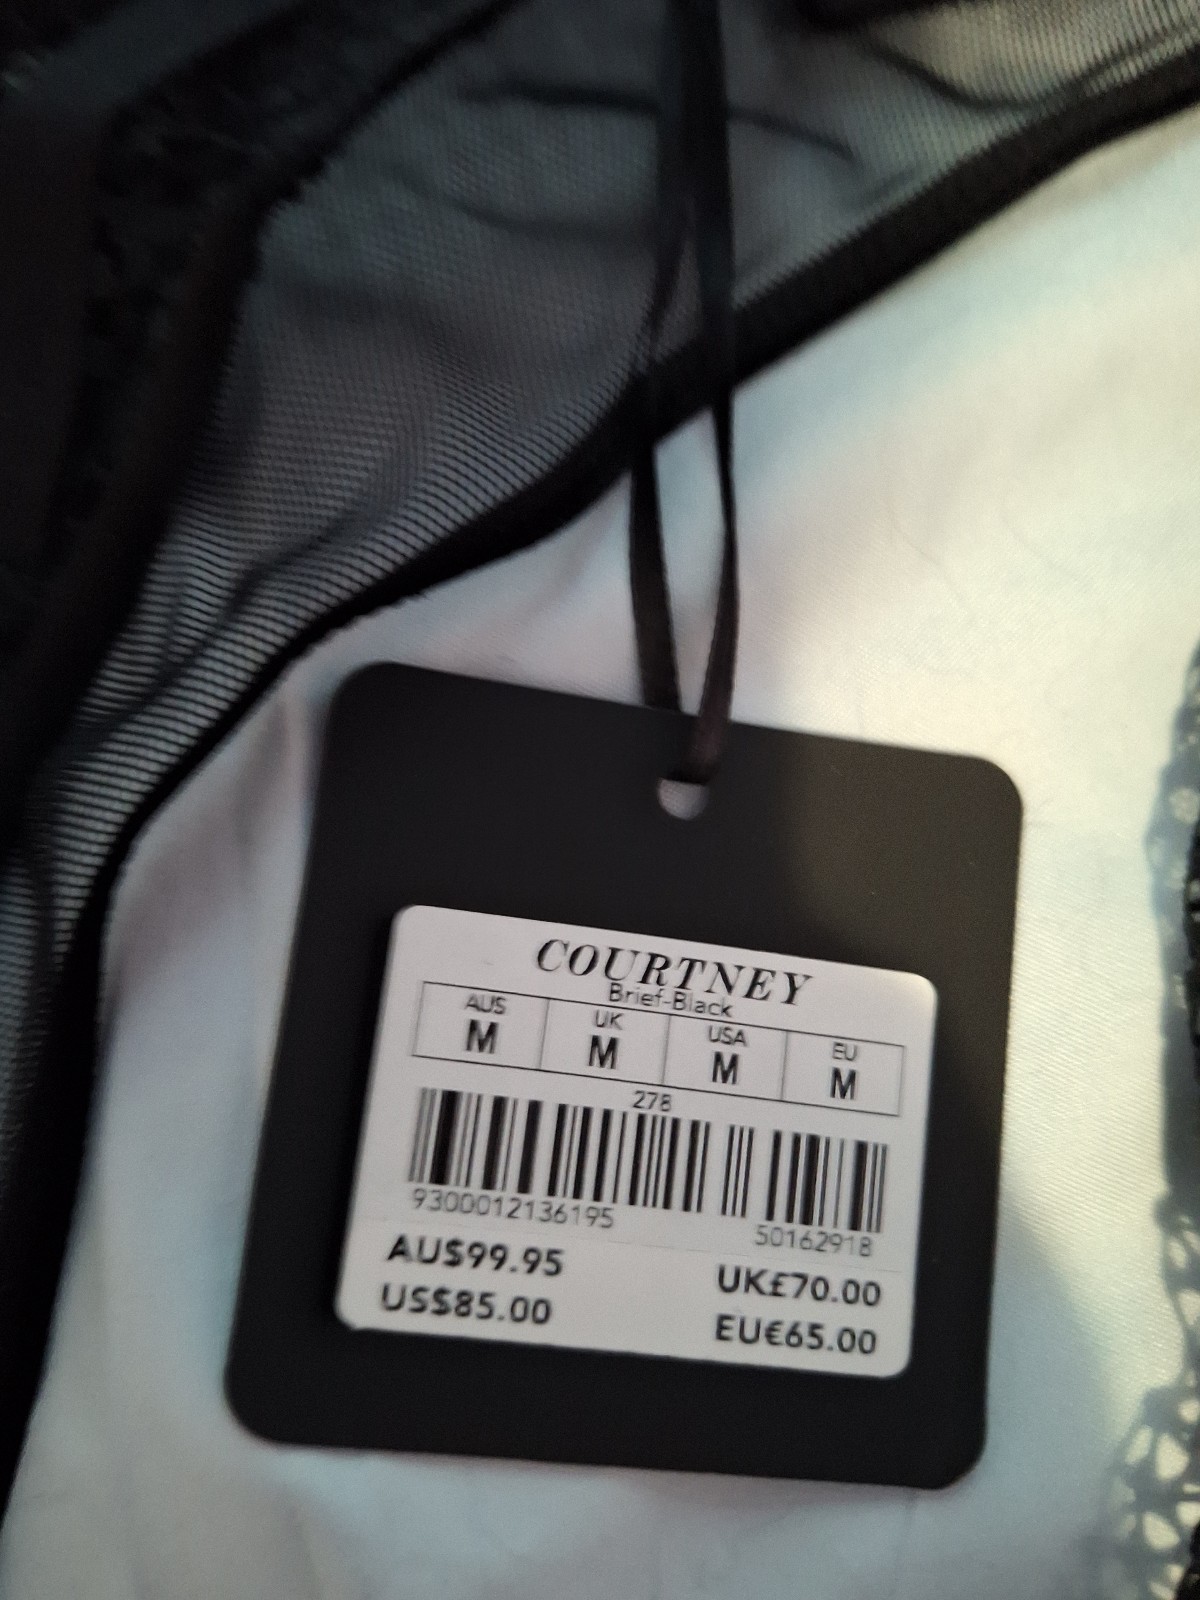 COURTNEY
Brief-Black
AUS UK USA EU
M M M M
278
9300012136195 50162918
AU$99.95 UK£70.00
US$85.00 EU€65.00